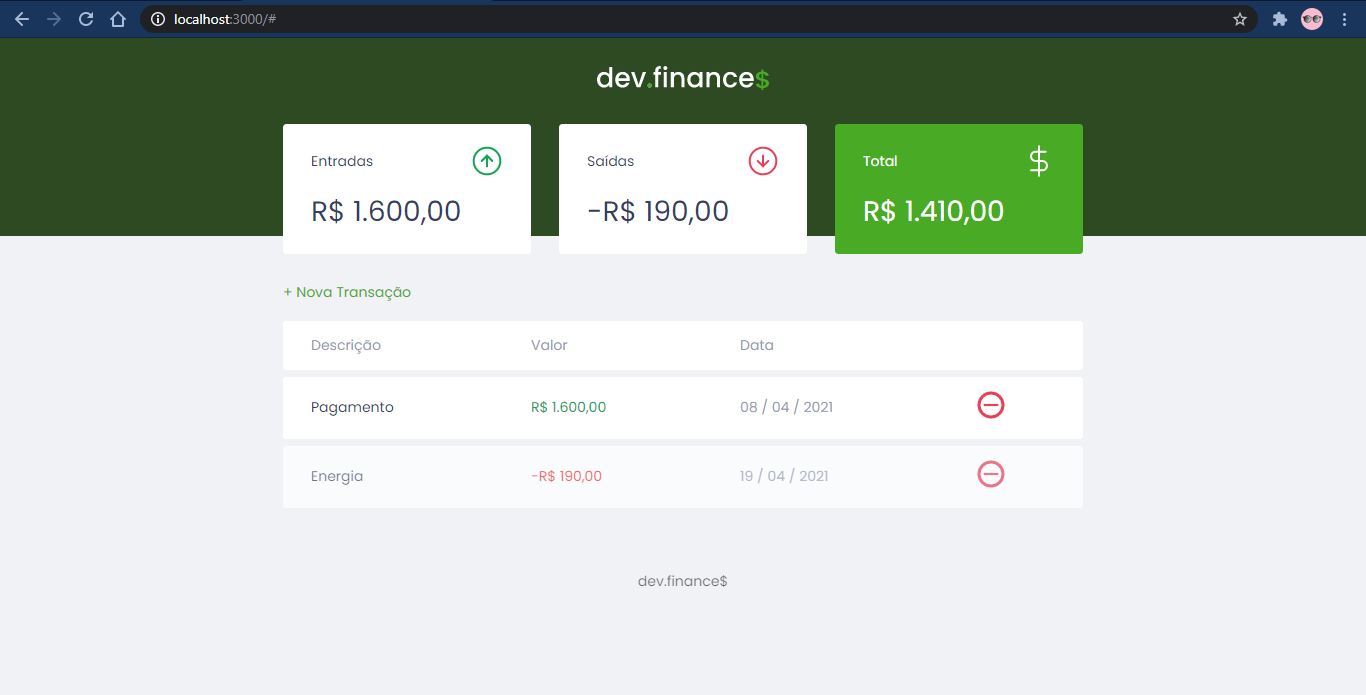 localhost:3000/#
dev.finance$
Entradas
R$ 1.600,00
Saídas
-R$ 190,00
Total
R$ 1.410,00
+ Nova Transação
Descrição Valor Data
Pagamento R$ 1.600,00 08 / 04 / 2021
Energia -R$ 190,00 19 / 04 / 2021
dev.finance$